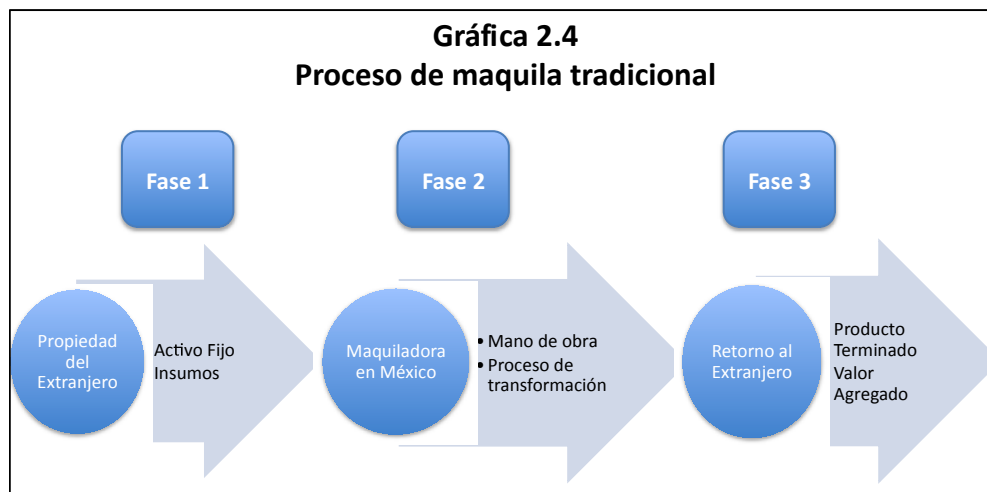 Gráfica 2.4
Proceso de maquila tradicional
Fase 1
Fase 2
Fase 3
Propiedad
del
Extranjero
Activo Fijo
Insumos
Maquiladora
en México
• Mano de obra
• Proceso de
transformación
Retorno al
Extranjero
Producto
Terminado
Valor
Agregado